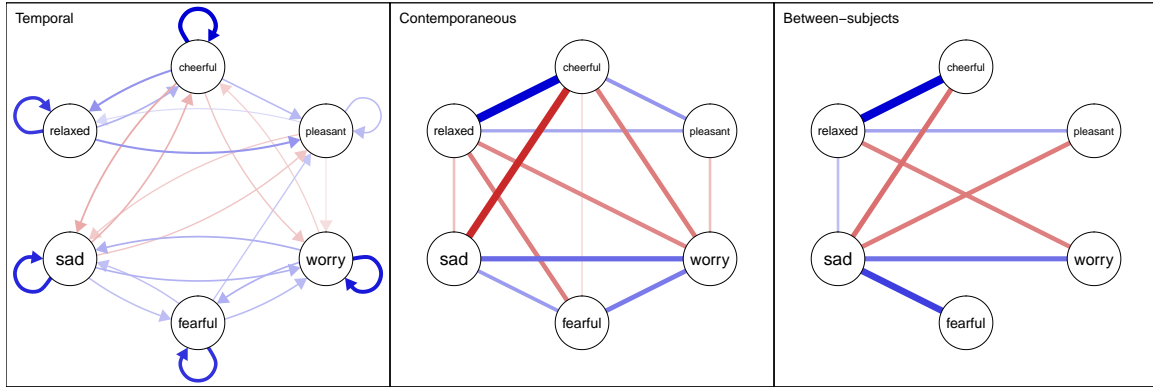 Temporal
cheerful
relaxed
pleasant
sad
worry
fearful
Contemporaneous
cheerful
relaxed
pleasant
sad
worry
fearful
Between−subjects
cheerful
relaxed
pleasant
sad
worry
fearful